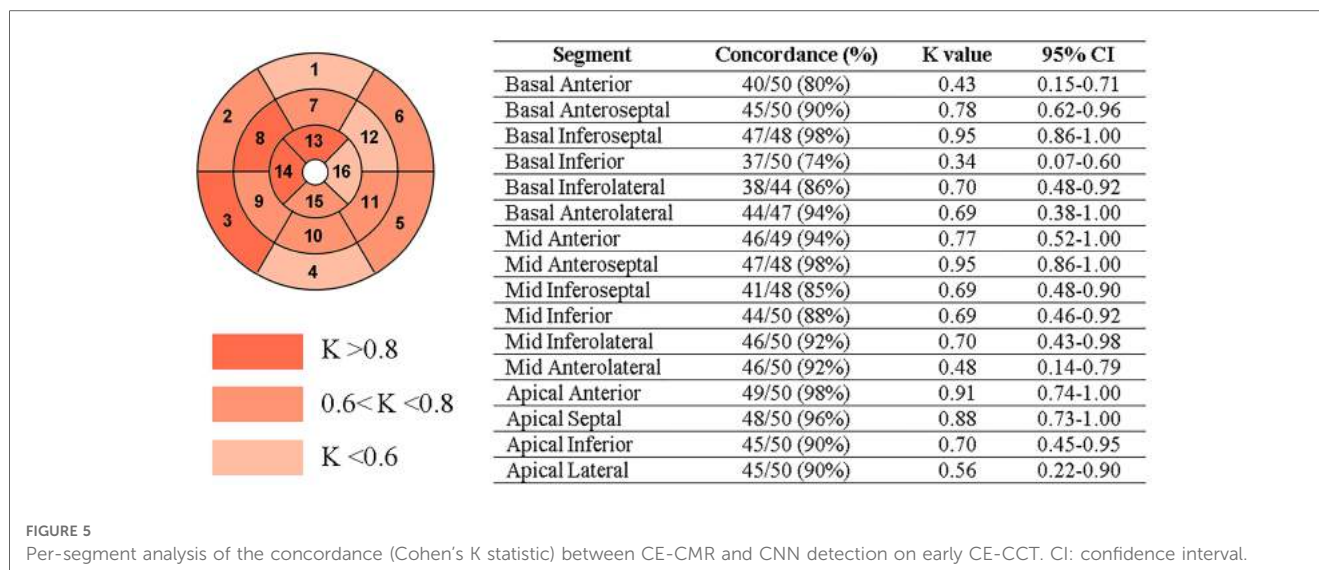 1
2
7
6
8
12
13
14
16
9
15
11
3
10
5
4
K >0.8
0.6< K <0.8
K <0.6
Segment Concordance (%) K value 95% CI
Basal Anterior 40/50 (80%) 0.43 0.15-0.71
Basal Anteroseptal 45/50 (90%) 0.78 0.62-0.96
Basal Inferoseptal 47/48 (98%) 0.95 0.86-1.00
Basal Inferior 37/50 (74%) 0.34 0.07-0.60
Basal Inferolateral 38/44 (86%) 0.70 0.48-0.92
Basal Anterolateral 44/47 (94%) 0.69 0.38-1.00
Mid Anterior 46/49 (94%) 0.77 0.52-1.00
Mid Anteroseptal 47/48 (98%) 0.95 0.86-1.00
Mid Inferoseptal 41/48 (85%) 0.69 0.48-0.90
Mid Inferior 44/50 (88%) 0.69 0.46-0.92
Mid Inferolateral 46/50 (92%) 0.70 0.43-0.98
Mid Anterolateral 46/50 (92%) 0.48 0.14-0.79
Apical Anterior 49/50 (98%) 0.91 0.74-1.00
Apical Septal 48/50 (96%) 0.88 0.73-1.00
Apical Inferior 45/50 (90%) 0.70 0.45-0.95
Apical Lateral 45/50 (90%) 0.56 0.22-0.90
FIGURE 5
Per-segment analysis of the concordance (Cohen's K statistic) between CE-CMR and CNN detection on early CE-CCT. CI: confidence interval.